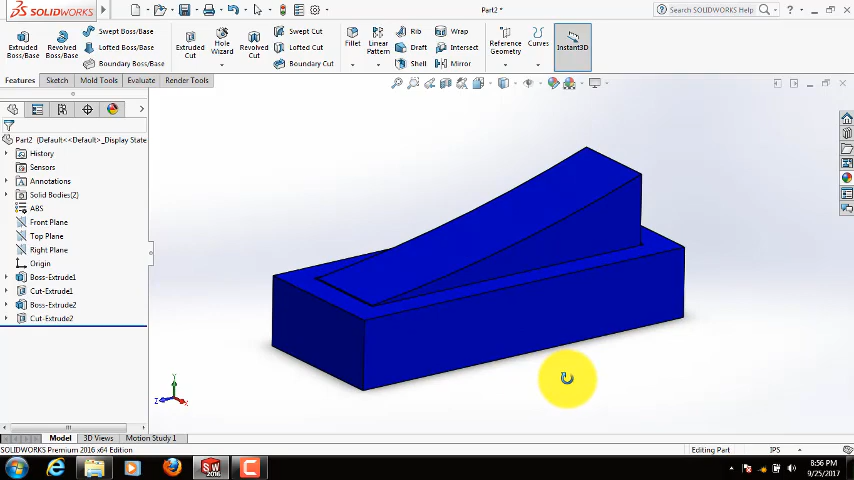 SOLIDWORKS
Part2 *
Search SOLIDWORKS Help
Extruded Boss/Base
Revolved Boss/Base
Swept Boss/Base
Lofted Boss/Base
Boundary Boss/Base
Extruded Cut
Hole Wizard
Revolved Cut
Swept Cut
Lofted Cut
Boundary Cut
Fillet
Linear Pattern
Rib
Draft
Shell
Wrap
Intersect
Mirror
Reference Geometry
Curves
Instant3D
Features
Sketch
Mold Tools
Evaluate
Render Tools
Part2 (Default<<Default>_Display State
History
Sensors
Annotations
Solid Bodies(2)
ABS
Front Plane
Top Plane
Right Plane
Origin
Boss-Extrude1
Cut-Extrude1
Boss-Extrude2
Cut-Extrude2
Y
Z
X
Model
3D Views
Motion Study 1
SOLIDWORKS Premium 2016 x64 Edition
Editing Part
IPS
SW
2016
8:56 PM
9/25/2017